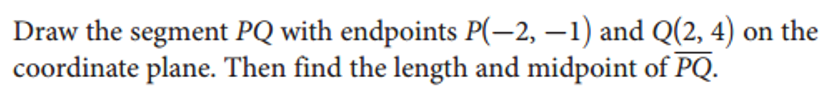 Draw the segment PQ with endpoints P(−2, −1) and Q(2, 4) on the
coordinate plane. Then find the length and midpoint of P̅Q̅.